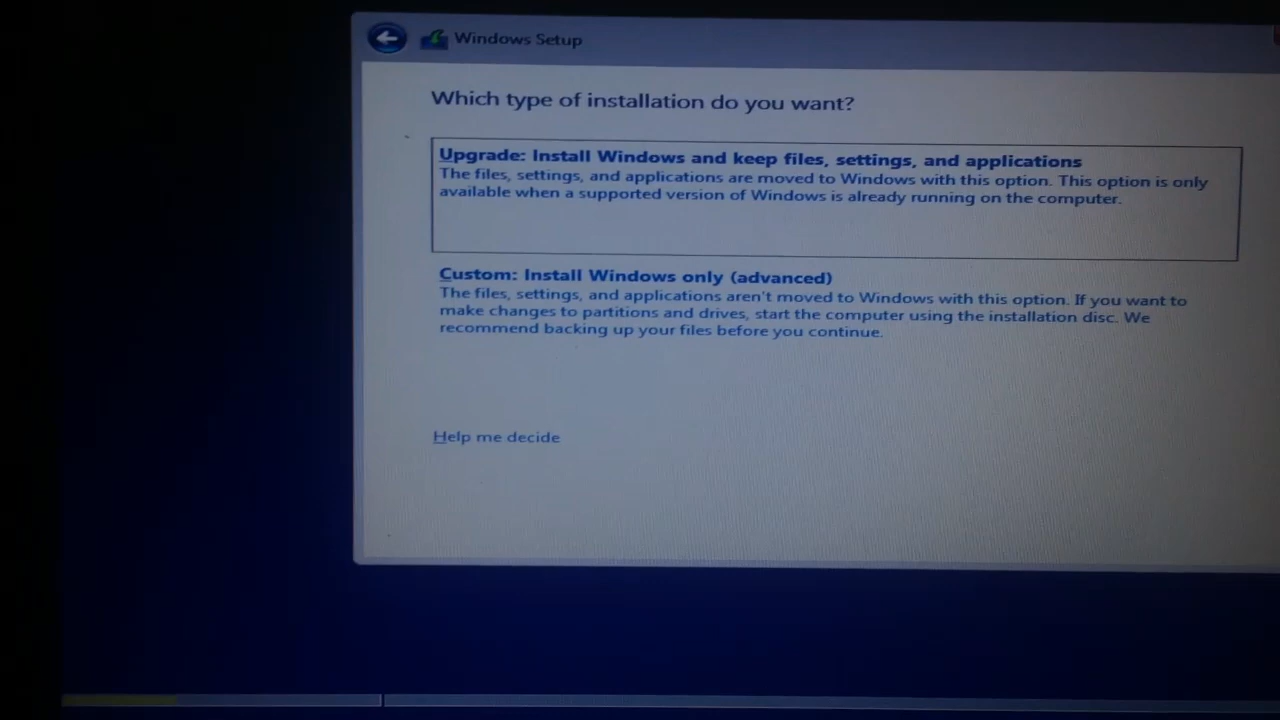 Windows Setup
Which type of installation do you want?
Upgrade: Install Windows and keep files, settings, and applications
The files, settings, and applications are moved to Windows with this option. This option is only
available when a supported version of Windows is already running on the computer.
Custom: Install Windows only (advanced)
The files, settings, and applications aren't moved to Windows with this option. If you want to
make changes to partitions and drives, start the computer using the installation disc. We
recommend backing up your files before you continue.
Help me decide